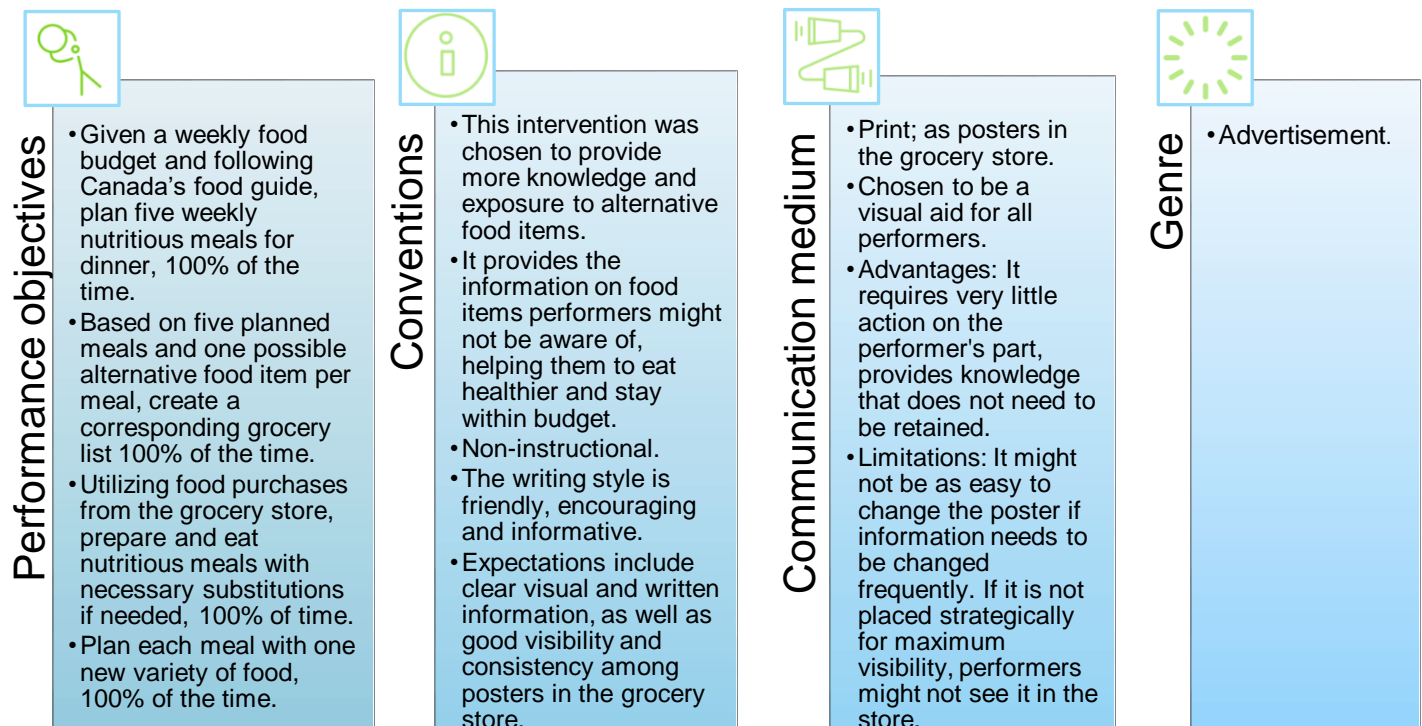 Performance objectives
•Given a weekly food
budget and following
Canada's food guide,
plan five weekly
nutritious meals for
dinner, 100% of the
time.
•Based on five planned
meals and one possible
alternative food item per
meal, create a
corresponding grocery
list 100% of the time.
•Utilizing food purchases
from the grocery store,
prepare and eat
nutritious meals with
necessary substitutions
if needed, 100% of time.
•Plan each meal with one
new variety of food,
100% of the time.
Conventions
•This intervention was
chosen to provide
more knowledge and
exposure to alternative
food items.
•It provides the
information on food
items performers might
not be aware of,
helping them to eat
healthier and stay
within budget.
•Non-instructional.
•The writing style is
friendly, encouraging
and informative.
•Expectations include
clear visual and written
information, as well as
good visibility and
consistency among
posters in the grocery
store.
Communication medium
•Print; as posters in
the grocery store.
•Chosen to be a
visual aid for all
performers.
•Advantages: It
requires very little
action on the
performer's part,
provides knowledge
that does not need to
be retained.
•Limitations: It might
not be as easy to
change the poster if
information needs to
be changed
frequently. If it is not
placed strategically
for maximum
visibility, performers
might not see it in the
store.
Genre
•Advertisement.